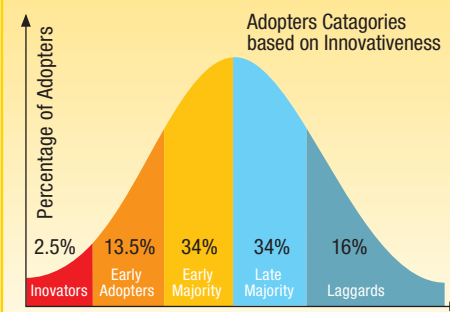 Adopters Catagories
based on Innovativeness
Percentage of Adopters
2.5%
13.5%
34%
34%
16%
Inovators
Early
Adopters
Early
Majority
Late
Majority
Laggards